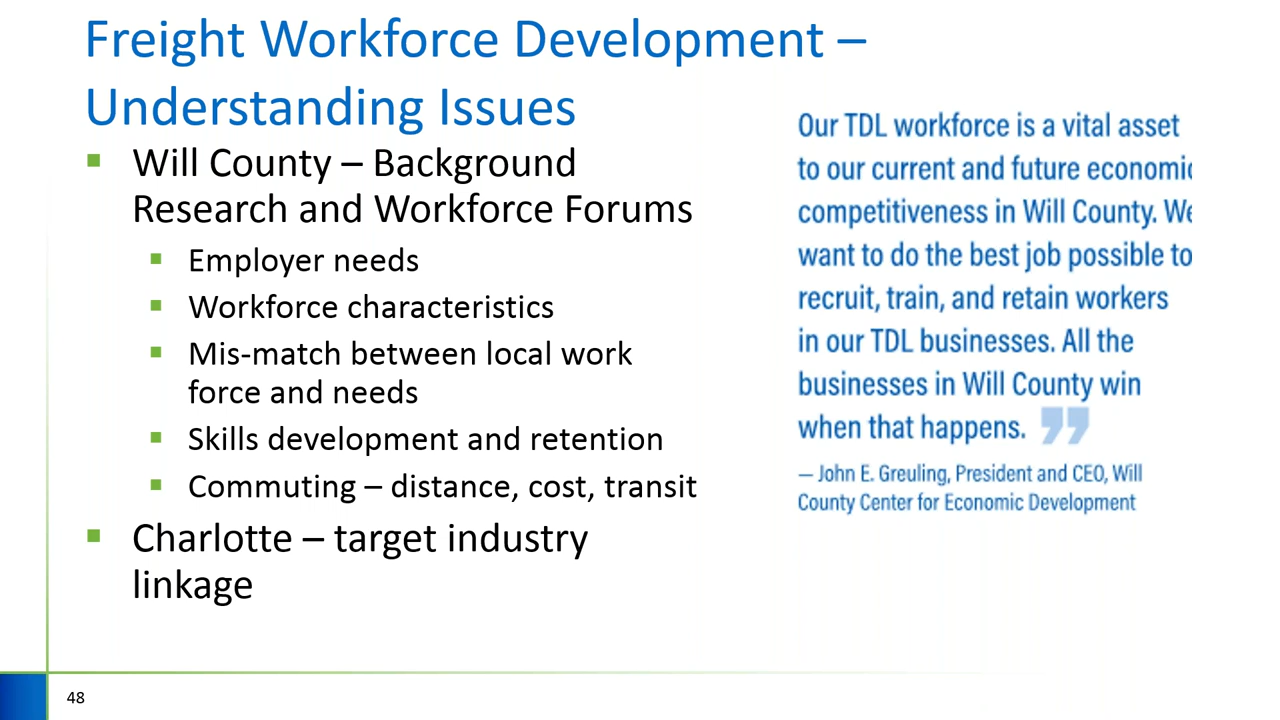 Freight Workforce Development –
Understanding Issues
Will County – Background
Research and Workforce Forums
Employer needs
Workforce characteristics
Mis-match between local work
force and needs
Skills development and retention
Commuting – distance, cost, transit
Charlotte – target industry
linkage
Our TDL workforce is a vital asset
to our current and future economic
competitiveness in Will County. We
want to do the best job possible to
recruit, train, and retain workers
in our TDL businesses. All the
businesses in Will County win
when that happens. ”
— John E. Greuling, President and CEO, Will
County Center for Economic Development
48